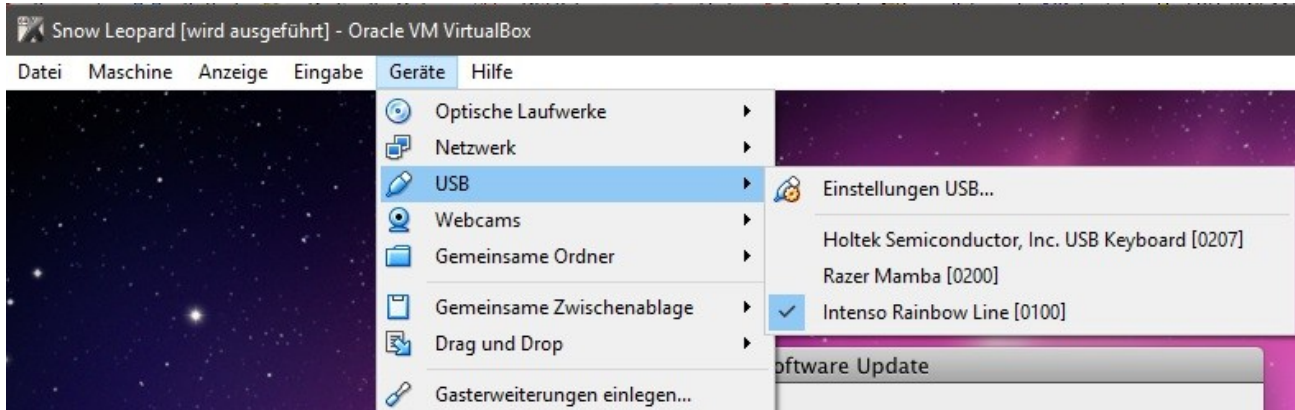 Snow Leopard [wird ausgeführt] - Oracle VM VirtualBox
Datei Maschine Anzeige Eingabe Geräte Hilfe
Optische Laufwerke
Netzwerk
USB
Webcams
Gemeinsame Ordner
Gemeinsame Zwischenablage
Drag und Drop
Gasterweiterungen einlegen...
Einstellungen USB...
Holtek Semiconductor, Inc. USB Keyboard [0207]
Razer Mamba [0200]
Intenso Rainbow Line [0100]
oftware Update